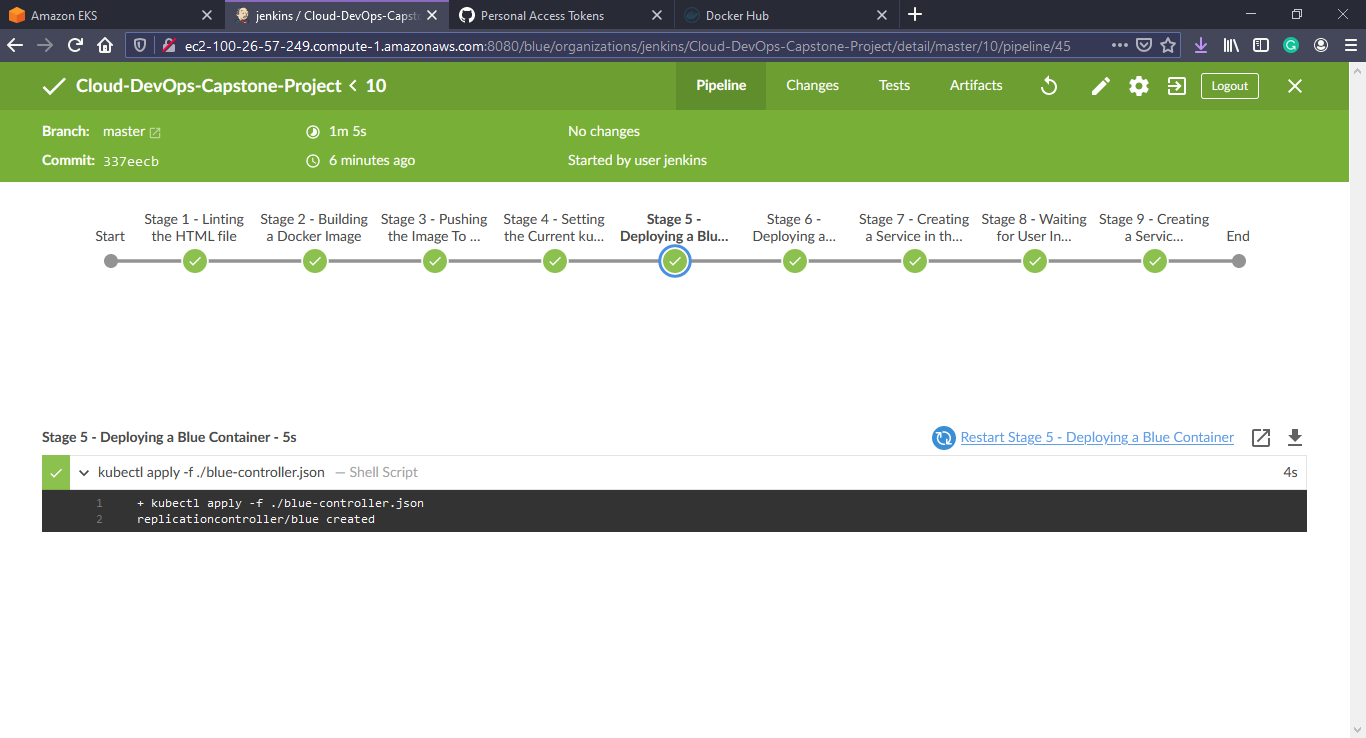 Amazon EKS
jenkins / Cloud-DevOps-Capst
Personal Access Tokens
Docker Hub
ec2-100-26-57-249.compute-1.amazonaws.com:8080/blue/organizations/jenkins/Cloud-DevOps-Capstone-Project/detail/master/10/pipeline/45
Cloud-DevOps-Capstone-Project < 10
Pipeline
Changes
Tests
Artifacts
Logout
Branch: master
1m 5s
No changes
Commit: 337eecb
6 minutes ago
Started by user jenkins
Start
Stage 1 - Linting
the HTML file
Stage 2 - Building
a Docker Image
Stage 3 - Pushing
the Image To ...
Stage 4 - Setting
the Current ku...
Stage 5 -
Deploying a Blu...
Stage 6 -
Deploying a...
Stage 7 - Creating
a Service in th...
Stage 8 - Waiting
for User In...
Stage 9 - Creating
a Servic...
End
Stage 5 - Deploying a Blue Container - 5s
Restart Stage 5 - Deploying a Blue Container
kubectl apply -f ./blue-controller.json — Shell Script
4s
1 + kubectl apply -f ./blue-controller.json
2 replicationcontroller/blue created